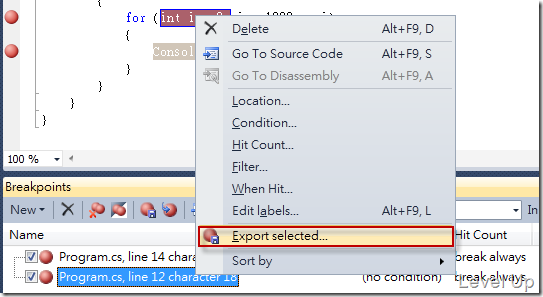 for (int i
Consol
}
}
}
}
Delete Alt+F9, D
Go To Source Code Alt+F9, S
Go To Disassembly Alt+F9, A
Location...
Condition...
Hit Count...
Filter...
When Hit...
Edit labels... Alt+F9, L
Export selected...
Sort by
100 %
Breakpoints
New In
Name Hit Count
Program.cs, line 14 chara break always
Program.cs, line 12 character 18 (no condition) break always
Level Up